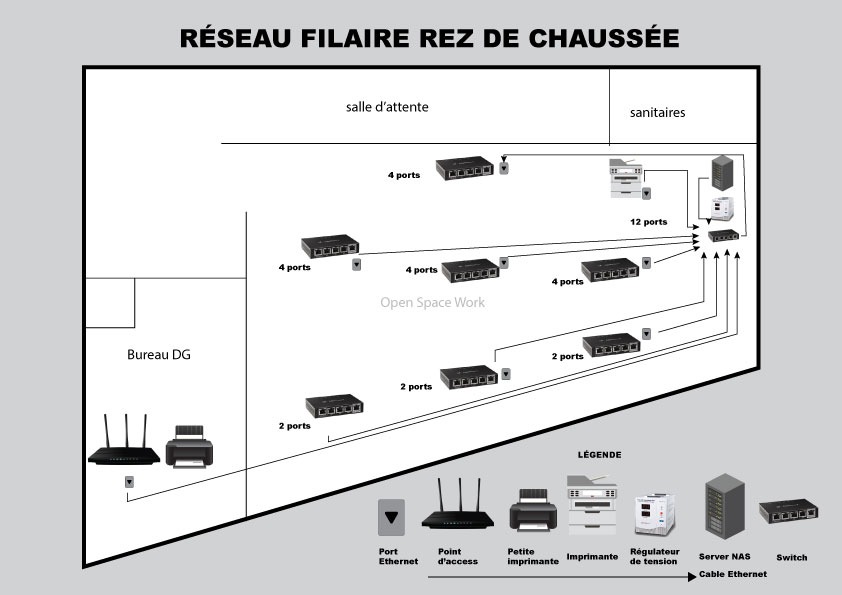 RÉSEAU FILAIRE REZ DE CHAUSSÉE
salle d'attente
sanitaires
4 ports
12 ports
4 ports
4 ports
4 ports
Open Space Work
Bureau DG
2 ports
2 ports
2 ports
LÉGENDE
Port
Ethernet
Point
d'access
Petite
imprimante
Imprimante
Régulateur
de tension
Server NAS
Switch
Cable Ethernet